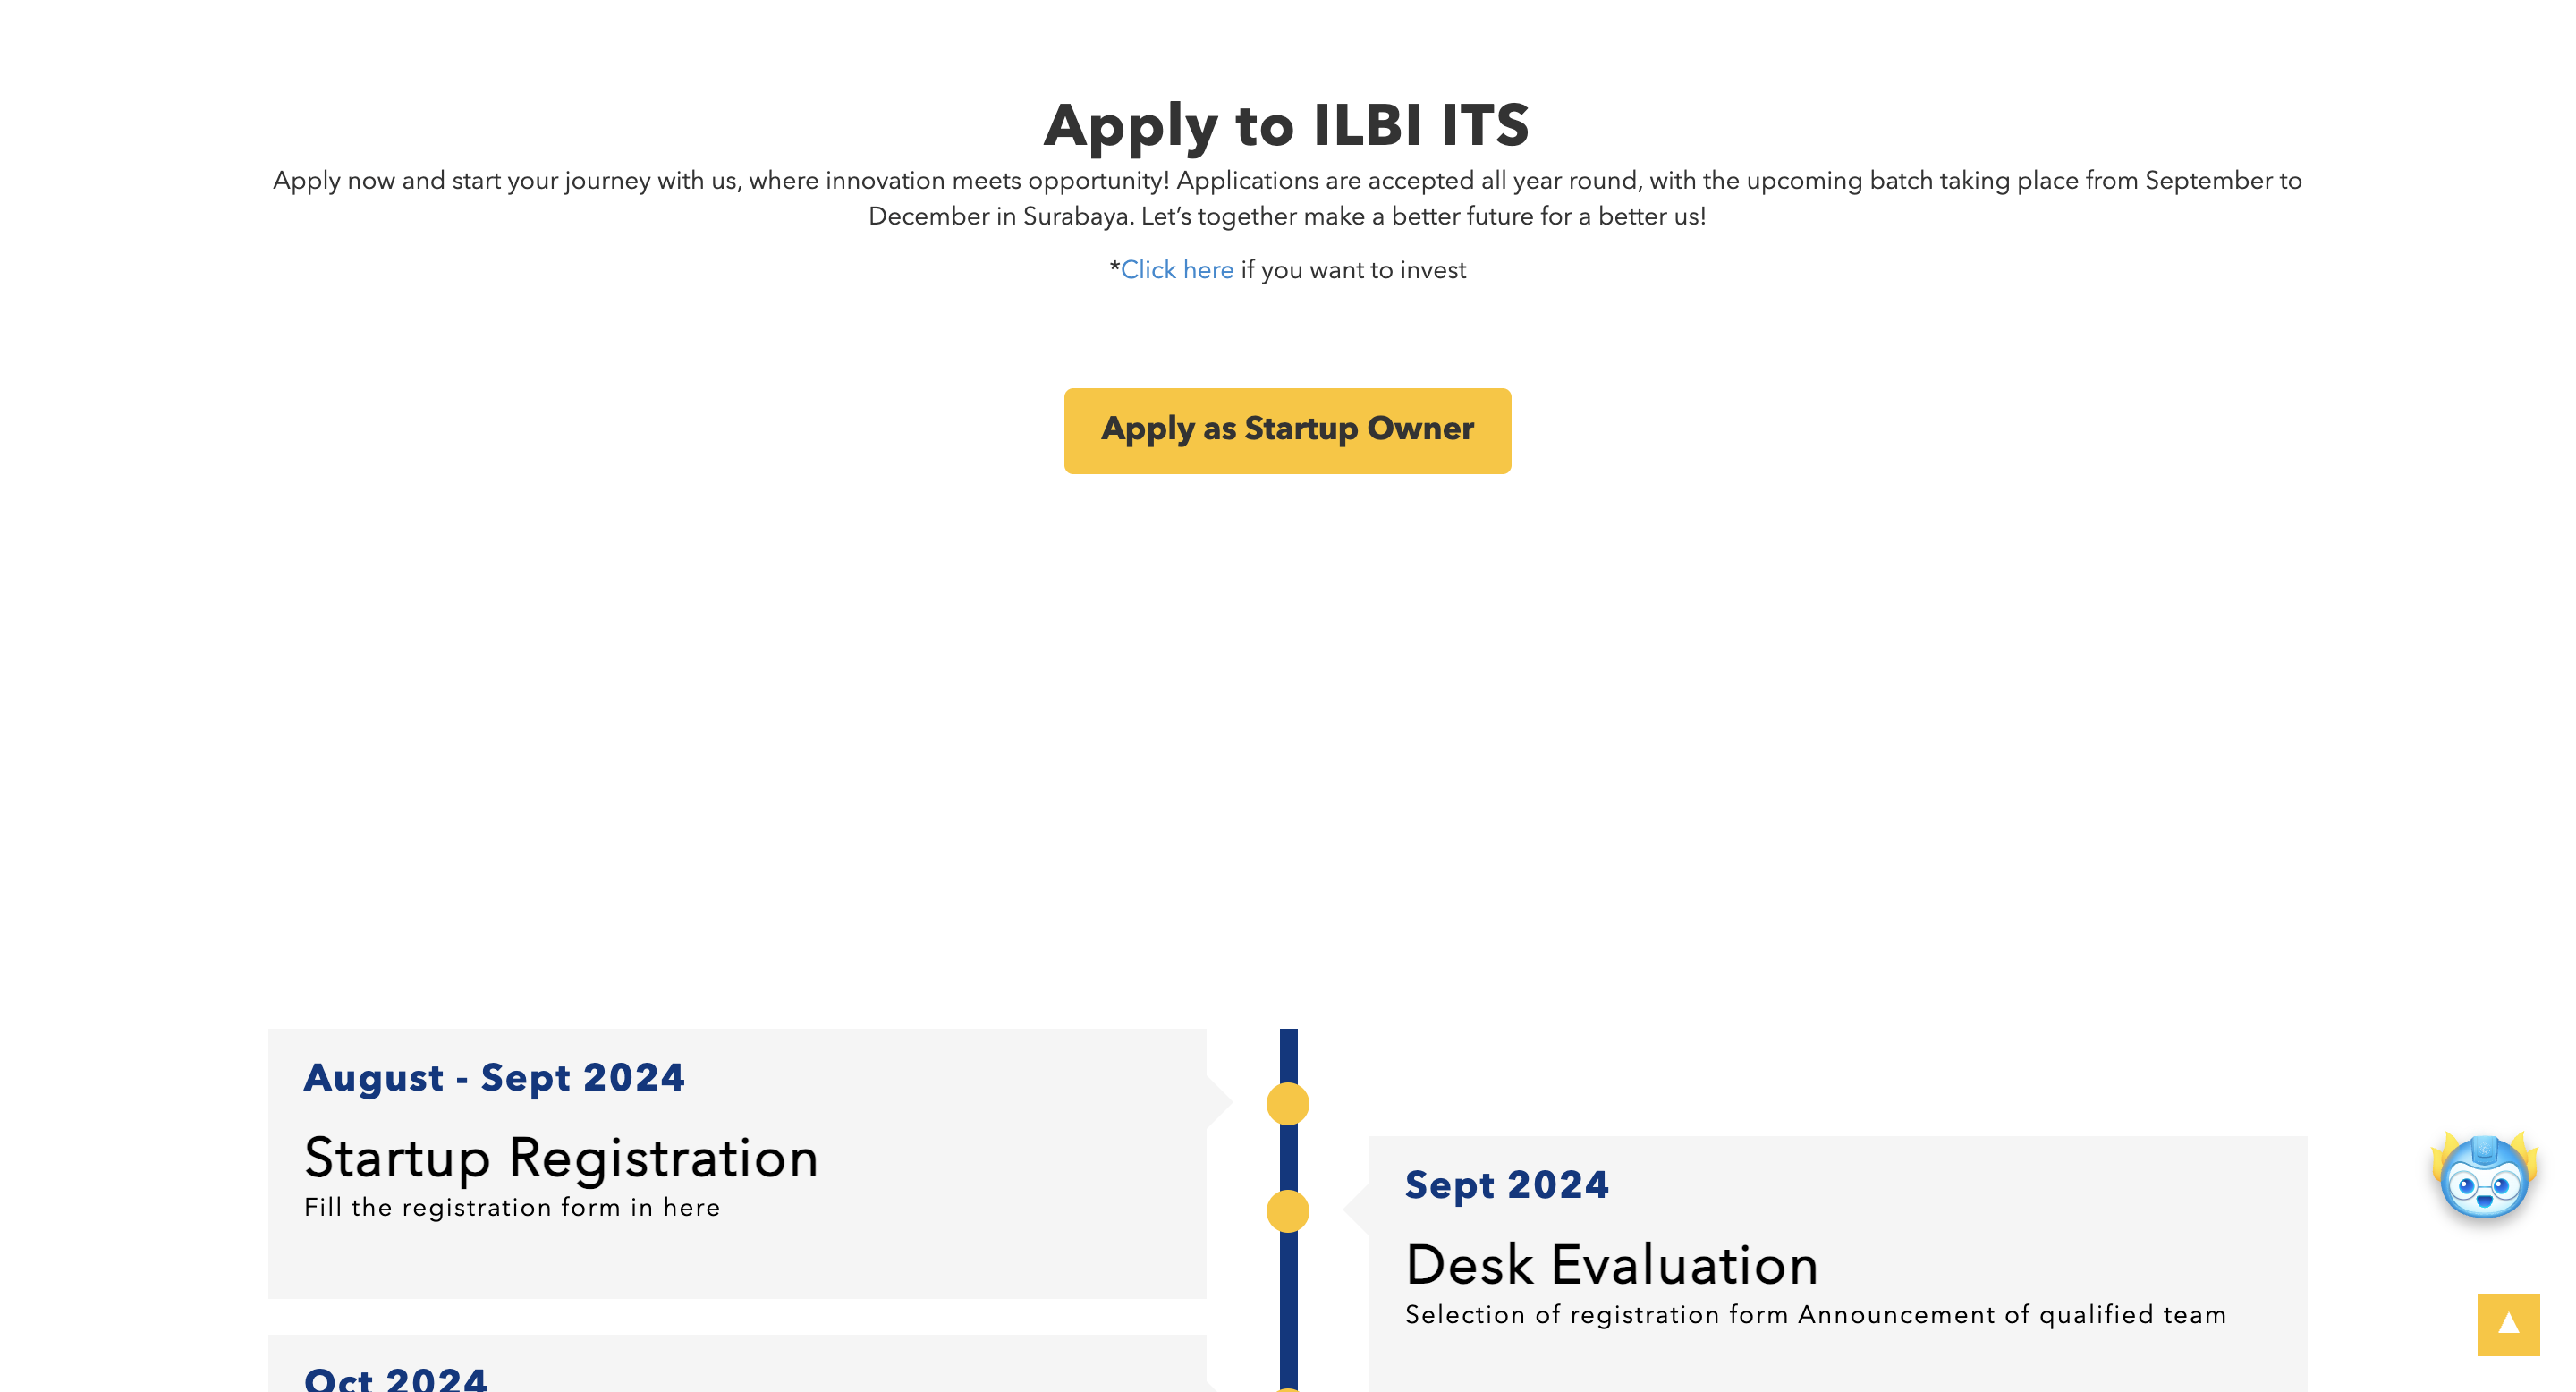 Apply to ILBI ITS
Apply now and start your journey with us, where innovation meets opportunity! Applications are accepted all year round, with the upcoming batch taking place from September to
December in Surabaya. Let’s together make a better future for a better us!
*Click here if you want to invest
Apply as Startup Owner
August - Sept 2024
Startup Registration
Fill the registration form in here
Sept 2024
Desk Evaluation
Selection of registration form Announcement of qualified team
Oct 2024